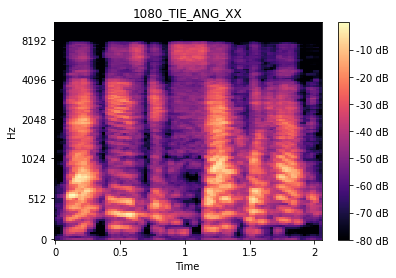 1080_TIE_ANG_XX
8192
4096
2048
1024
512
0
Hz
0
0.5
1
1.5
2
Time
-10 dB
-20 dB
-30 dB
-40 dB
-50 dB
-60 dB
-70 dB
-80 dB